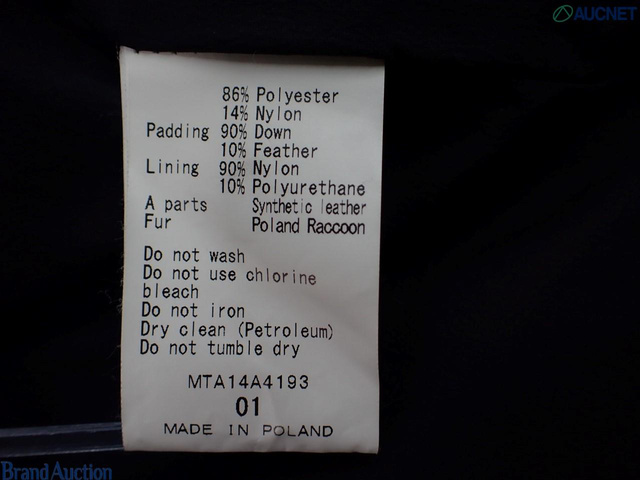 AUCNET
86% Polyester
14% Nylon
Padding 90% Down
10% Feather
Lining 90% Nylon
10% Polyurethane
A parts Synthetic leather
Fur Poland Raccoon
Do not wash
Do not use chlorine
bleach
Do not iron
Dry clean (Petroleum)
Do not tumble dry
MTA14A4193
01
MADE IN POLAND
Brand Auction